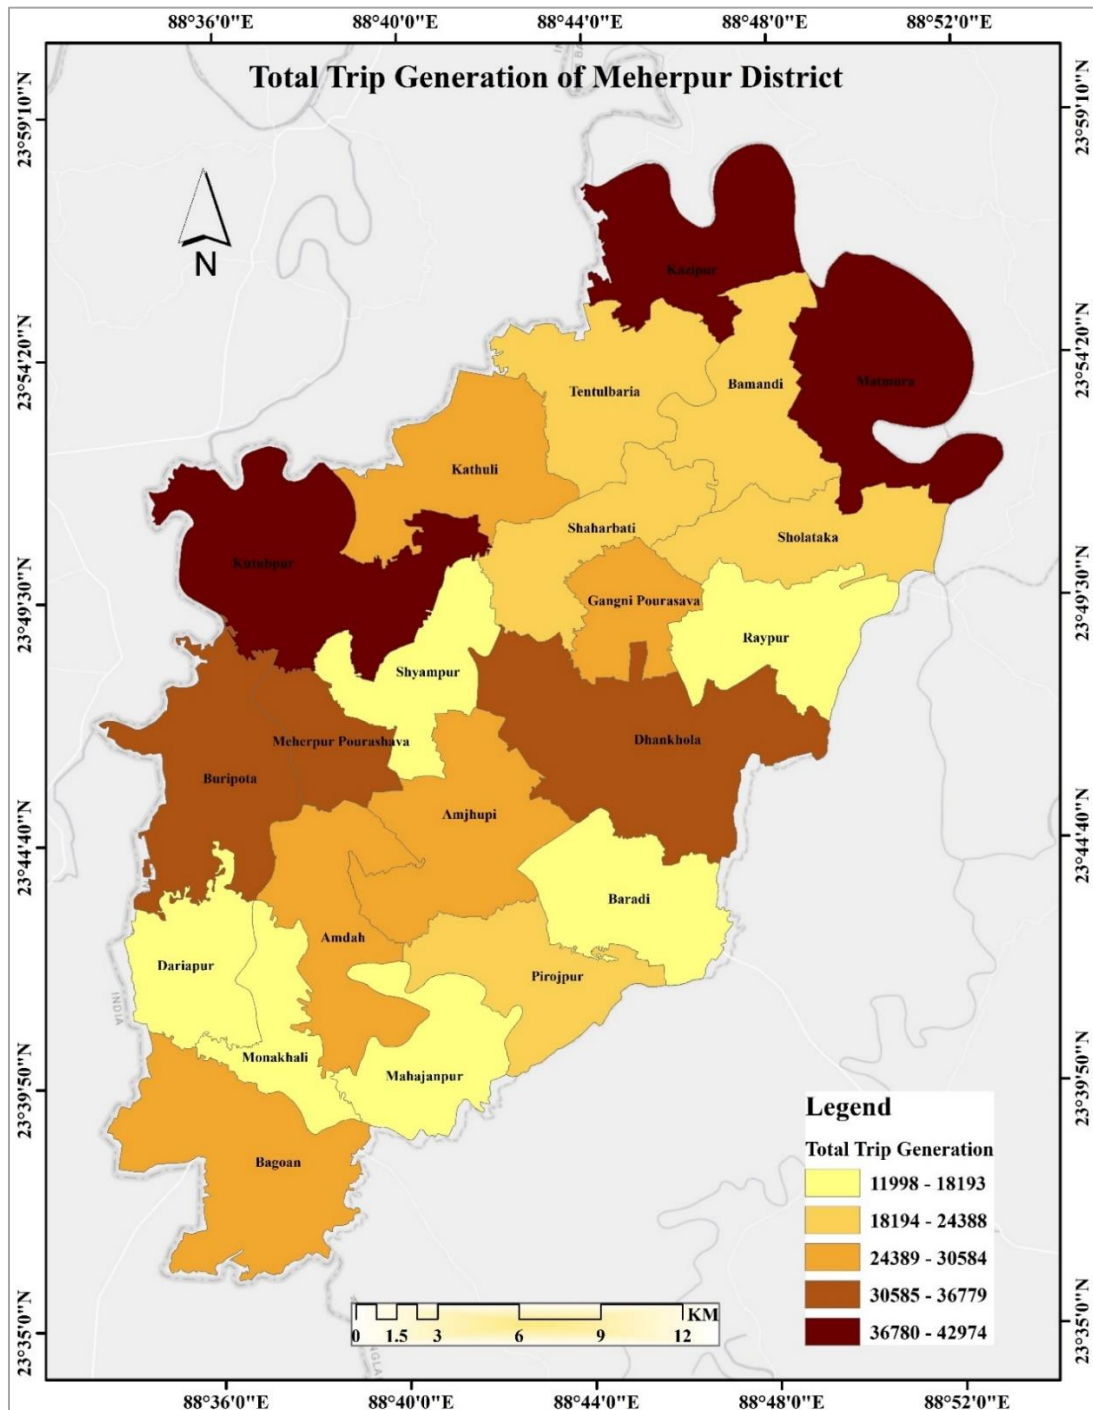 88°36'0"E 88°40'0"E 88°44'0"E 88°48'0"E 88°52'0"E
Total Trip Generation of Meherpur District
23°59'10"N 23°59'10"N
N
Kazipur
23°54'20"N 23°54'20"N
Tentulbaria
Bamandi
Matmura
Kathuli
Shaharbati
Sholataka
Kutubpur
23°49'30"N 23°49'30"N
Gangni Pourasava
Raypur
Shyampur
Meherpur Pourashava
Dhankhola
Buripota
Amjhupi
23°44'40"N 23°44'40"N
Baradi
Amdah
Dariapur
Pirojpur
INDIA
Monakhali
Mahajanpur
23°39'50"N 23°39'50"N
Bagoan
Legend
Total Trip Generation
11998 - 18193
18194 - 24388
24389 - 30584
30585 - 36779
36780 - 42974
KM
0 1.5 3 6 9 12
23°35'0"N 23°35'0"N
88°36'0"E 88°40'0"E 88°44'0"E 88°48'0"E 88°52'0"E